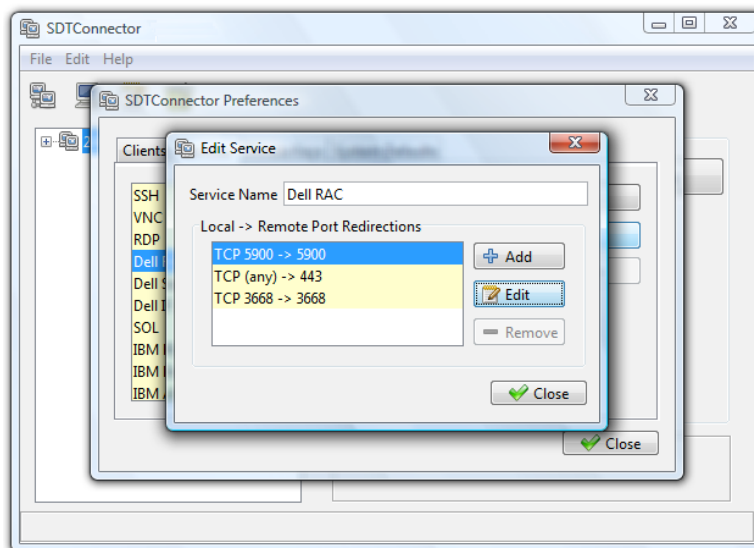 SDTConnector
File Edit Help
SDTConnector Preferences
2
Clients
Edit Service
SSH
VNC
RDP
Dell
Dell
Dell
SOL
IBM
IBM
IBM
Service Name Dell RAC
Local -> Remote Port Redirections
TCP 5900 -> 5900
TCP (any) -> 443
TCP 3668 -> 3668
Add
Edit
Remove
Close
Close